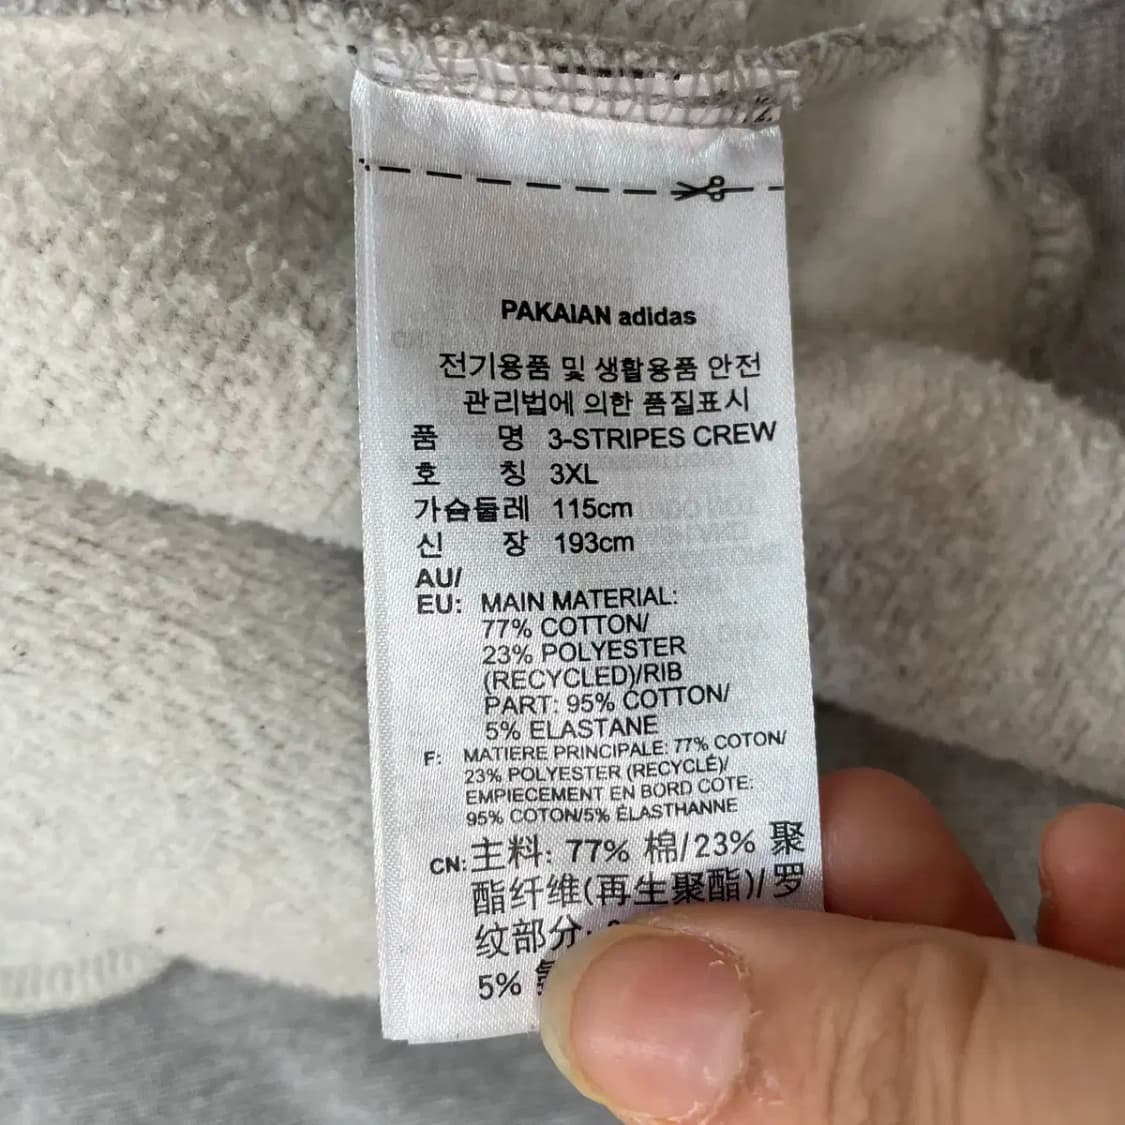 PAKAIAN adidas
전기용품 및 생활용품 안전
관리법에 의한 품질표시
품 명 3-STRIPES CREW
호 칭 3XL
가슴둘레 115cm
신 장 193cm
AU/
EU: MAIN MATERIAL:
77% COTTON/
23% POLYESTER
(RECYCLED)/RIB
PART: 95% COTTON/
5% ELASTANE
F: MATIERE PRINCIPALE: 77% COTON/
23% POLYESTER (RECYCLÉ)/
EMPIECEMENT EN BORD COTE:
95% COTON/5% ÉLASTHANNE
CN: 主料: 77% 棉/23% 聚
酯纤维(再生聚酯)/罗
纹部分:
5%